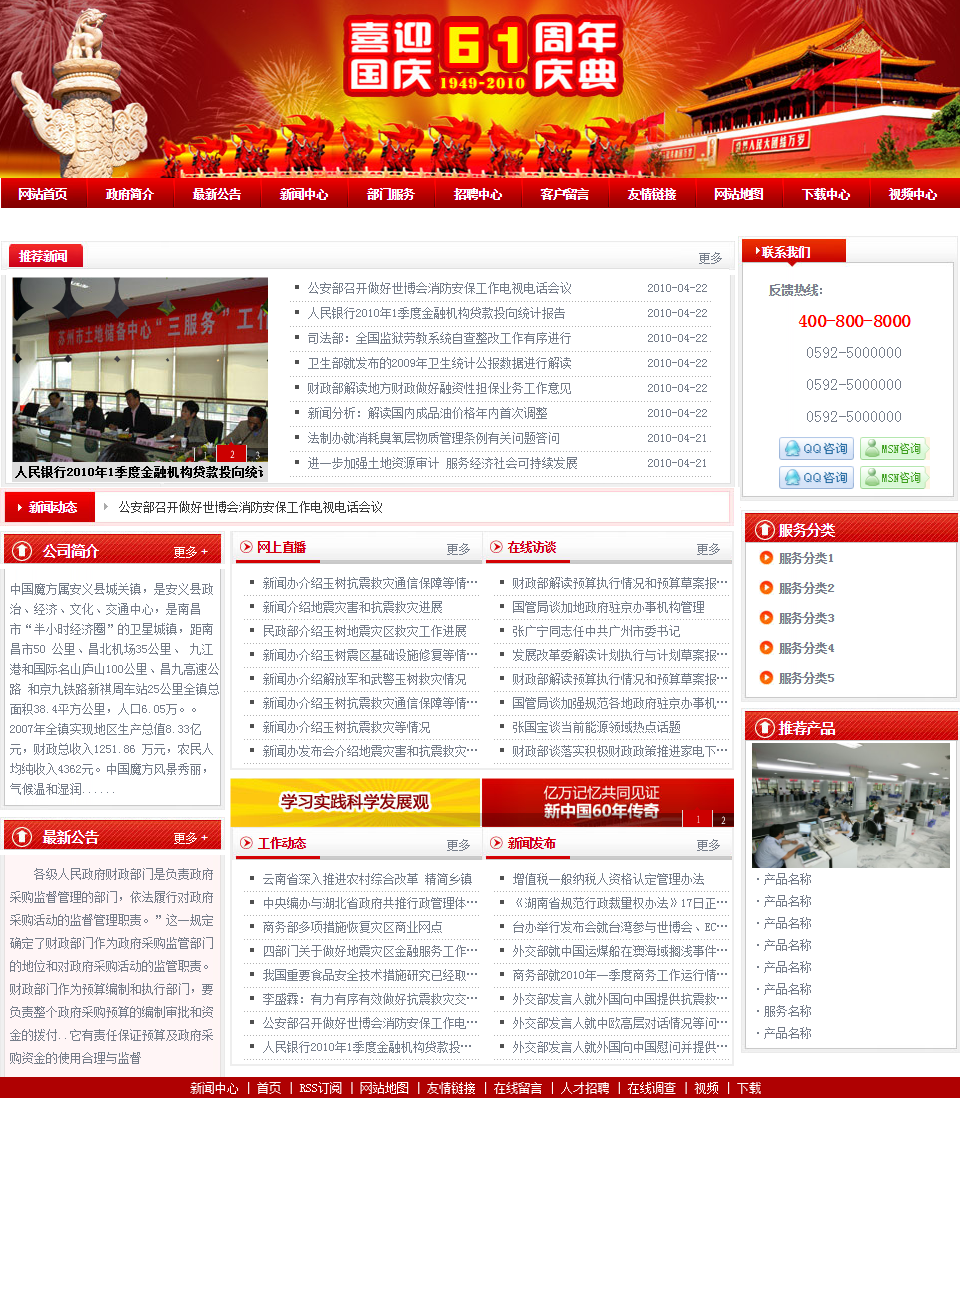 喜迎 61 周年
国庆 1949-2010 庆典
网站首页 政府简介 最新公告 新闻中心 部门服务 招聘中心 客户留言 友情链接 网站地图 下载中心 视频中心
推荐新闻 更多
苏州市土地储备中心“三服务”工作
1 2 3
人民银行2010年1季度金融机构贷款投向统计
公安部召开做好世博会消防安保工作电视电话会议 2010-04-22
人民银行2010年1季度金融机构贷款投向统计报告 2010-04-22
司法部：全国监狱劳教系统自查整改工作有序进行 2010-04-22
卫生部就发布的2009年卫生统计公报数据进行解读 2010-04-22
财政部解读地方财政做好融资性担保业务工作意见 2010-04-22
新闻分析：解读国内成品油价格年内首次调整 2010-04-22
法制办就消耗臭氧层物质管理条例有关问题答问 2010-04-21
进一步加强土地资源审计 服务经济社会可持续发展 2010-04-21
新闻动态 公安部召开做好世博会消防安保工作电视电话会议
联系我们
反馈热线：
400-800-8000
0592-5000000
0592-5000000
0592-5000000
QQ咨询 MSN咨询
QQ咨询 MSN咨询
公司简介 更多 +
中国魔方属安义县城关镇，是安义县政
治、经济、文化、交通中心，是南昌
市“半小时经济圈”的卫星城镇，距南
昌市50 公里、昌北机场35公里、 九江
港和国际名山庐山100公里、昌九高速公
路 和京九铁路新祺周车站25公里全镇总
面积38.4平方公里，人口6.05万。。
2007年全镇实现地区生产总值8.33亿
元，财政总收入1251.86 万元，农民人
均纯收入4362元。中国魔方风景秀丽，
气候温和湿润......
最新公告 更多 +
各级人民政府财政部门是负责政府
采购监督管理的部门，依法履行对政府
采购活动的监督管理职责。”这一规定
确定了财政部门作为政府采购监管部门
的地位和对政府采购活动的监管职责。
财政部门作为预算编制和执行部门，要
负责整个政府采购预算的编制审批和资
金的拨付..它有责任保证预算及政府采
购资金的使用合理与监督
网上直播 更多
新闻办介绍玉树抗震救灾通信保障等情…
新闻介绍地震灾害和抗震救灾进展
民政部介绍玉树地震灾区救灾工作进展
新闻办介绍玉树震区基础设施修复等情…
新闻办介绍解放军和武警玉树救灾情况
新闻办介绍玉树抗震救灾通信保障等情…
新闻办介绍玉树抗震救灾等情况
新闻办发布会介绍地震灾害和抗震救灾…
在线访谈 更多
财政部解读预算执行情况和预算草案报…
国管局谈加地政府驻京办事机构管理
张广宁同志任中共广州市委书记
发展改革委解读计划执行与计划草案报…
财政部解读预算执行情况和预算草案报…
国管局谈加强规范各地政府驻京办事机…
张国宝谈当前能源领域热点话题
财政部谈落实积极财政政策推进家电下…
学习实践科学发展观
亿万记忆共同见证
新中国60年传奇
1 2
工作动态 更多
云南省深入推进农村综合改革 精简乡镇
中央编办与湖北省政府共推行政管理体…
商务部多项措施恢复灾区商业网点
四部门关于做好地震灾区金融服务工作…
我国重要食品安全技术措施研究已经取…
李盛霖：有力有序有效做好抗震救灾交…
公安部召开做好世博会消防安保工作电…
人民银行2010年1季度金融机构贷款投…
新闻发布 更多
增值税一般纳税人资格认定管理办法
《湖南省规范行政裁量权办法》17日正…
台办举行发布会就台湾参与世博会、EC…
外交部就中国运煤船在澳海域搁浅事件…
商务部就2010年一季度商务工作运行情…
外交部发言人就外国向中国提供抗震救…
外交部发言人就中欧高层对话情况等问…
外交部发言人就外国向中国慰问并提供…
服务分类
服务分类1
服务分类2
服务分类3
服务分类4
服务分类5
推荐产品
·产品名称
·产品名称
·产品名称
·产品名称
·产品名称
·产品名称
·服务名称
·产品名称
新闻中心 | 首页 | RSS订阅 | 网站地图 | 友情链接 | 在线留言 | 人才招聘 | 在线调查 | 视频 | 下载